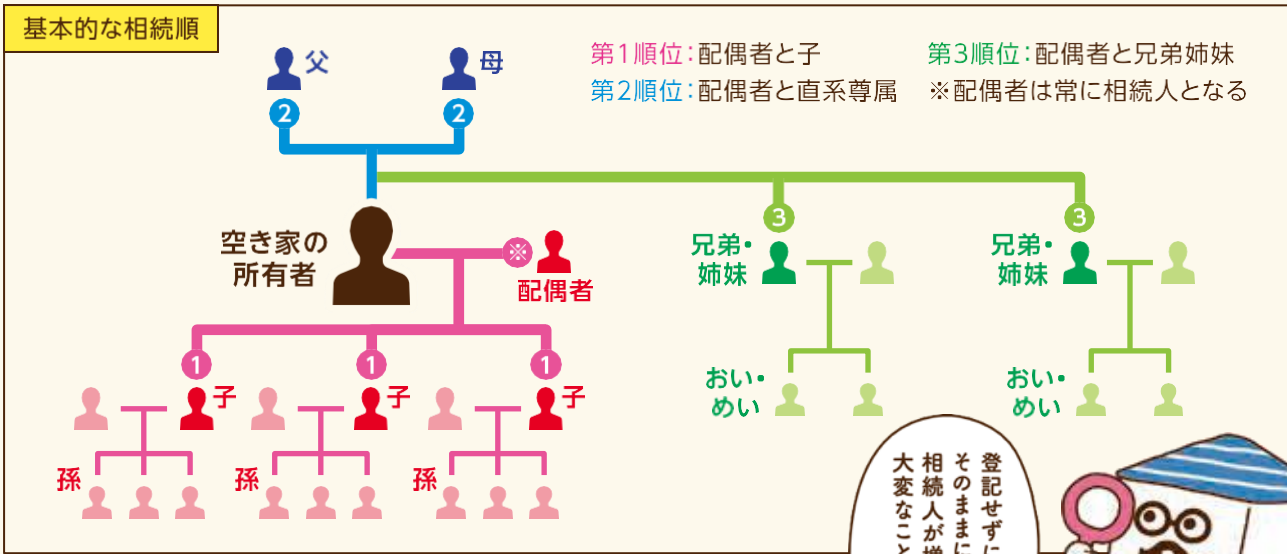 基本的な相続順
第1順位：配偶者と子
第3順位：配偶者と兄弟姉妹
第2順位：配偶者と直系尊属
※配偶者は常に相続人となる
父
母
2
2
3
3
空き家の
所有者
※
配偶者
兄弟・
姉妹
兄弟・
姉妹
1
1
1
子
子
子
おい・
めい
おい・
めい
孫
孫
孫
登記せずに
そのままに
相続人が増
大変なこと